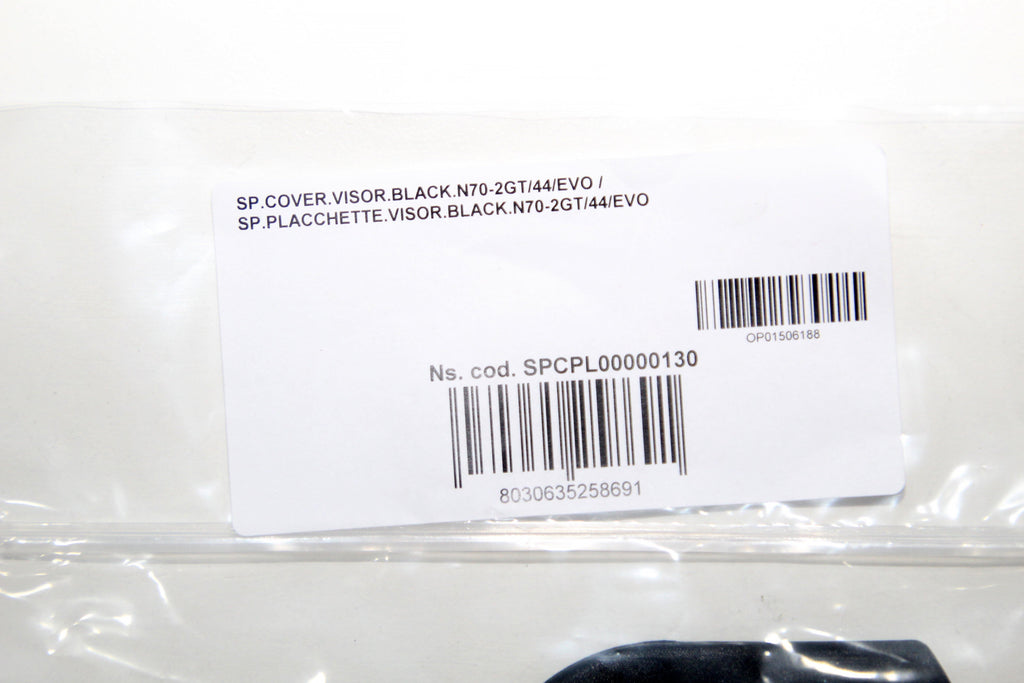 SP.COVER.VISOR.BLACK.N70-2GT/44/EVO /
SP.PLACCHETTE.VISOR.BLACK.N70-2GT/44/EVO
OP01506188
Ns. cod. SPCPL00000130
8030635258691